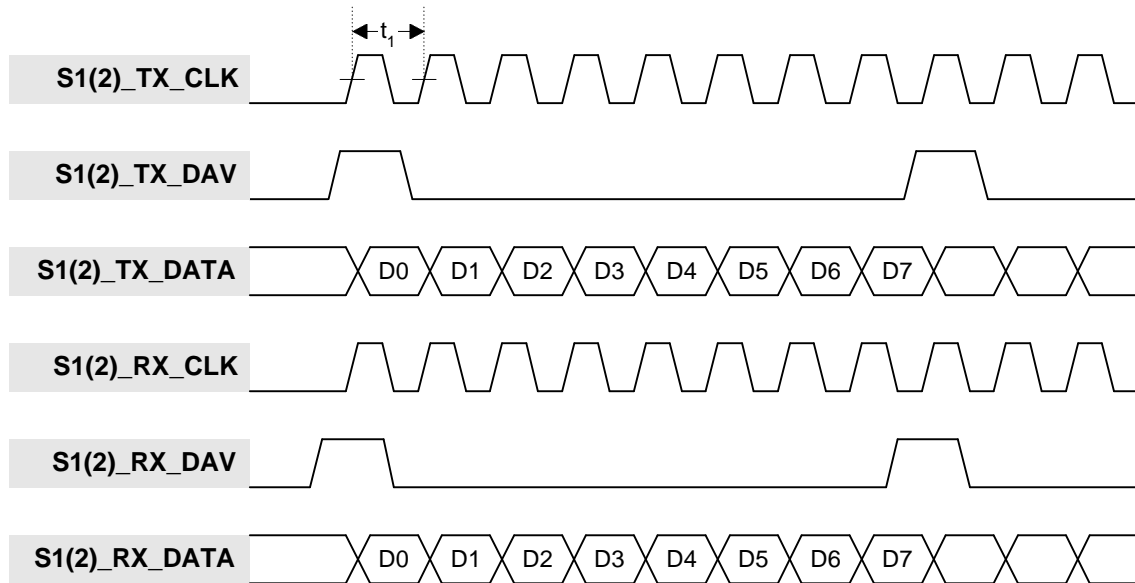 t1
S1(2)_TX_CLK
S1(2)_TX_DAV
S1(2)_TX_DATA D0 D1 D2 D3 D4 D5 D6 D7
S1(2)_RX_CLK
S1(2)_RX_DAV
S1(2)_RX_DATA D0 D1 D2 D3 D4 D5 D6 D7